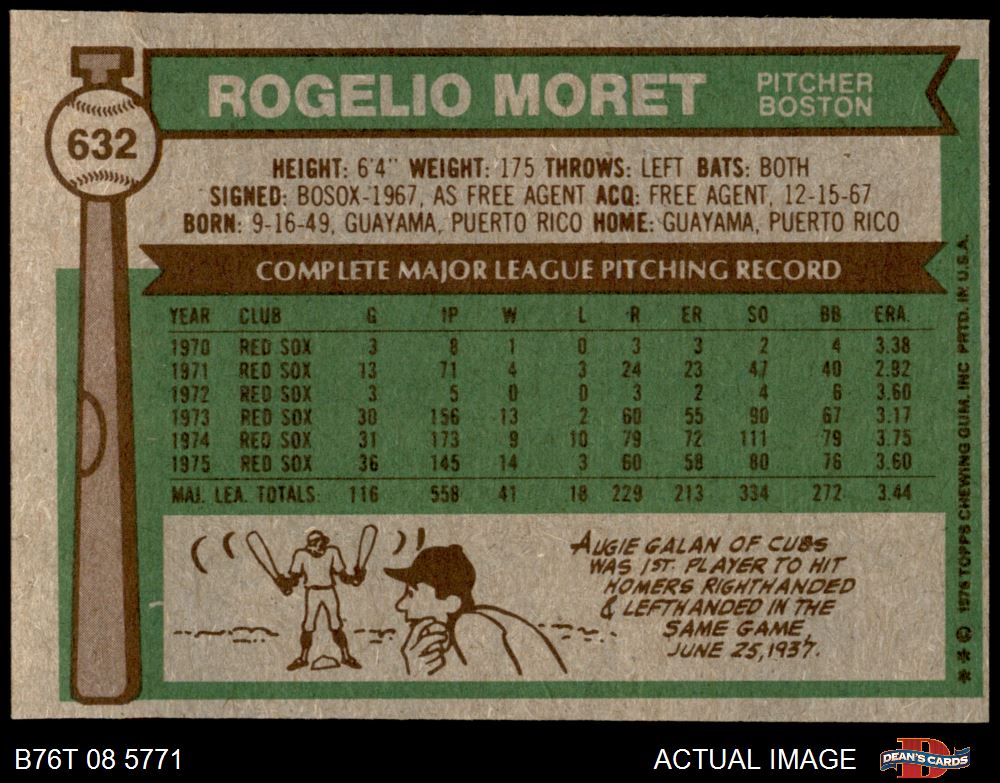 632
ROGELIO MORET
PITCHER
BOSTON
HEIGHT: 6'4" WEIGHT: 175 THROWS: LEFT BATS: BOTH
SIGNED: BOSOX-1967, AS FREE AGENT ACQ: FREE AGENT, 12-15-67
BORN: 9-16-49, GUAYAMA, PUERTO RICO HOME: GUAYAMA, PUERTO RICO
COMPLETE MAJOR LEAGUE PITCHING RECORD
YEAR CLUB G IP W L R ER SO BB ERA.
1970 RED SOX 3 8 1 0 3 3 2 4 3.38
1971 RED SOX 13 71 4 3 24 23 47 40 2.92
1972 RED SOX 3 5 0 0 3 2 4 6 3.60
1973 RED SOX 30 156 13 2 60 55 90 67 3.17
1974 RED SOX 31 173 9 10 79 72 111 79 3.75
1975 RED SOX 36 145 14 3 60 58 80 76 3.60
MAJ. LEA. TOTALS: 116 558 41 18 229 213 334 272 3.44
AUGIE GALAN OF CUBS
WAS 1ST. PLAYER TO HIT
HOMERS RIGHTHANDED
& LEFTHANDED IN THE
SAME GAME,
JUNE 25, 1937.
* * © 1976 TOPPS CHEWING GUM, INC PRTD. IN U.S.A.
B76T 08 5771
ACTUAL IMAGE
DEAN'S CARDS